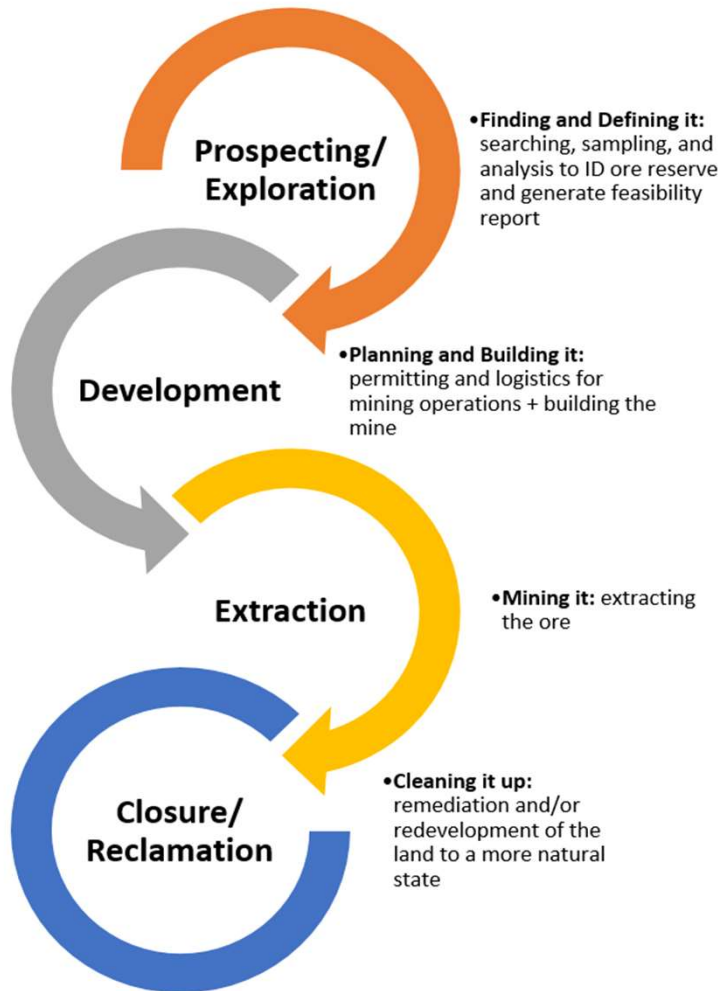 Prospecting/
Exploration
•Finding and Defining it:
searching, sampling, and
analysis to ID ore reserve
and generate feasibility
report
Development
•Planning and Building it:
permitting and logistics for
mining operations + building the
mine
Extraction
•Mining it: extracting
the ore
Closure/
Reclamation
•Cleaning it up:
remediation and/or
redevelopment of the
land to a more natural
state